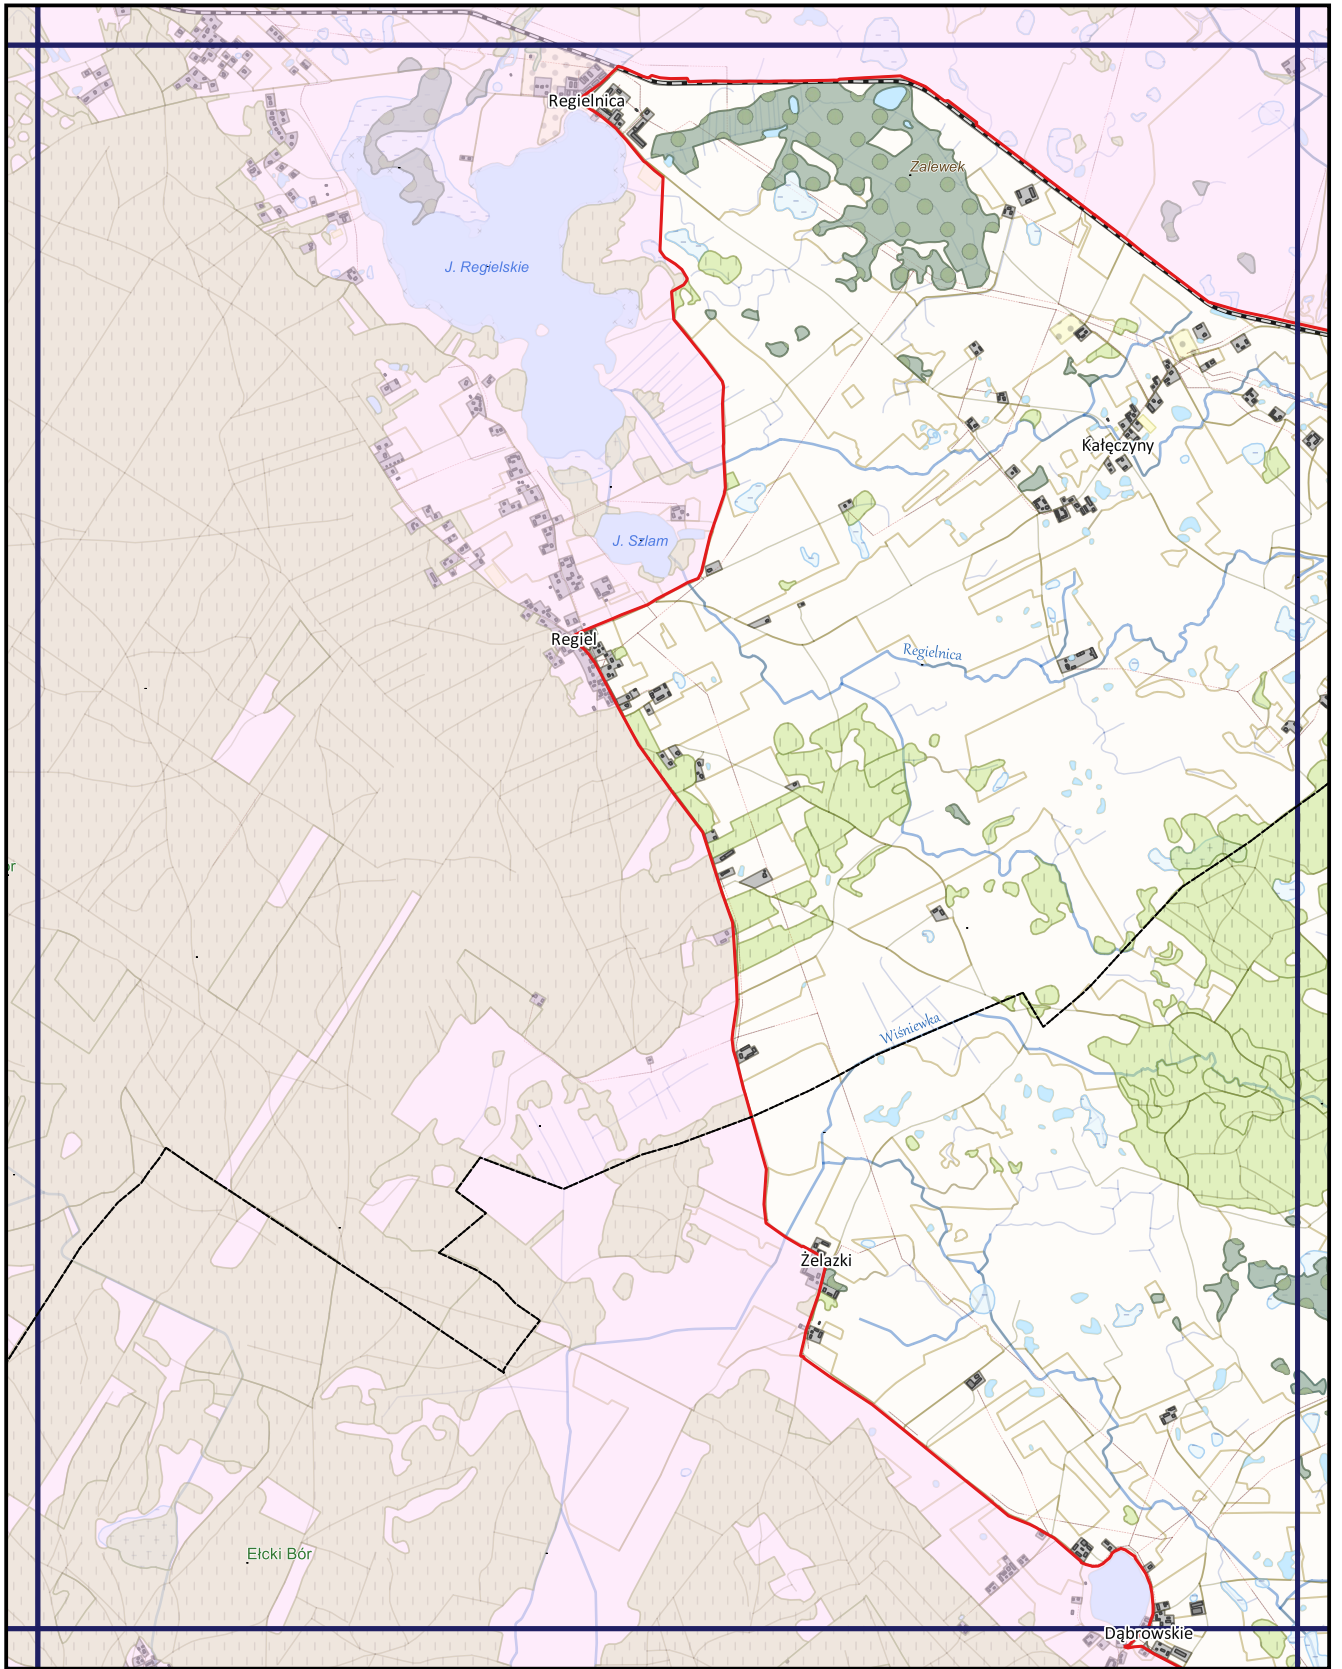 Regielnica
Zalewek
J. Regielskie
Kałęczyny
J. Szlam
Regiel
Regielnica
Wiśniewka
Żelazki
Ełcki Bór
Dąbrowskie